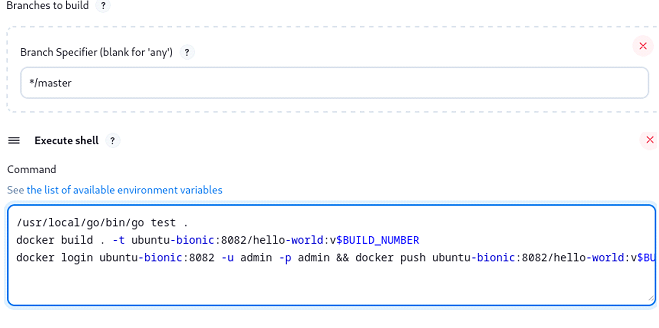 Branches to build ?
Branch Specifier (blank for 'any') ?
*/master
Execute shell ?
Command
See the list of available environment variables
/usr/local/go/bin/go test .
docker build . -t ubuntu-bionic:8082/hello-world:v$BUILD_NUMBER
docker login ubuntu-bionic:8082 -u admin -p admin && docker push ubuntu-bionic:8082/hello-world:v$BU